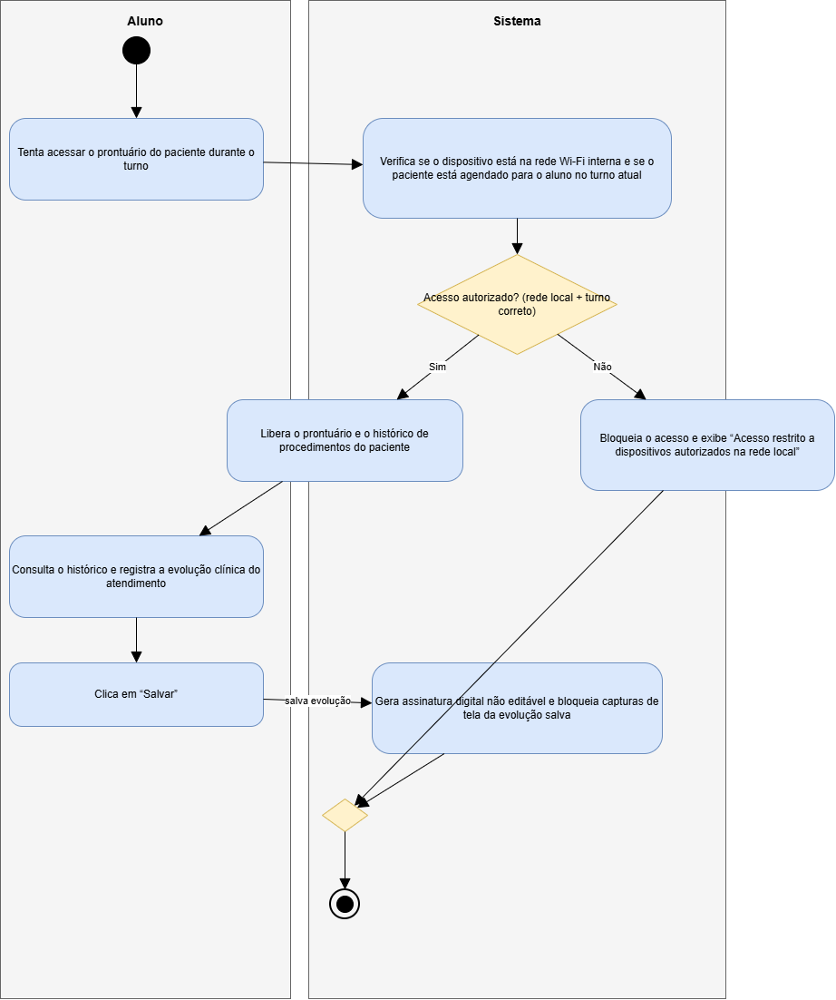 Aluno
Sistema
Tenta acessar o prontuário do paciente durante o
turno
Verifica se o dispositivo está na rede Wi-Fi interna e se o
paciente está agendado para o aluno no turno atual
Acesso autorizado? (rede local + turno
correto)
Sim
Não
Libera o prontuário e o histórico de
procedimentos do paciente
Bloqueia o acesso e exibe “Acesso restrito a
dispositivos autorizados na rede local”
Consulta o histórico e registra a evolução clínica do
atendimento
Clica em “Salvar”
salva evolução
Gera assinatura digital não editável e bloqueia capturas de
tela da evolução salva